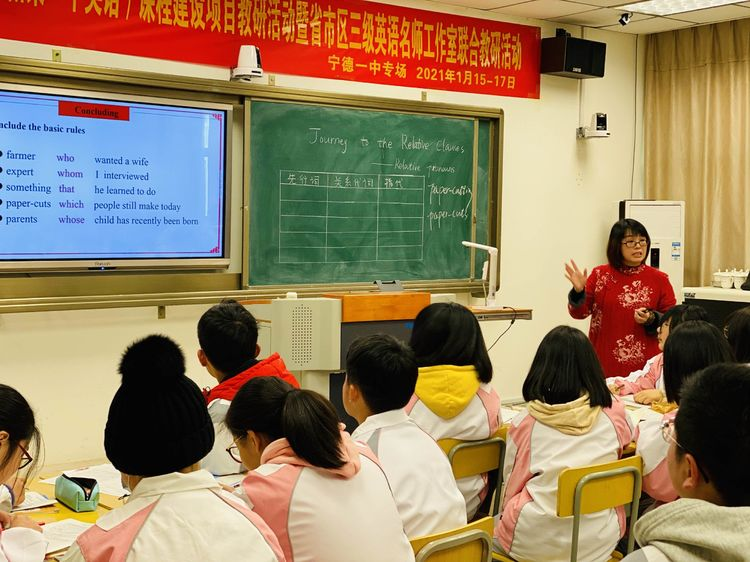 课程建设项目教研活动暨省市区三级英语名师工作室联合教研活动
宁德一中专场 2021年1月15-17日
Concluding
nclude the basic rules
farmer who wanted a wife
expert whom I interviewed
something that he learned to do
paper-cuts which people still make today
parents whose child has recently been born
Journey to the Relative Clauses
—— Relative pronouns
先行词 关系代词 指代
paper-cutting
paper-cuts